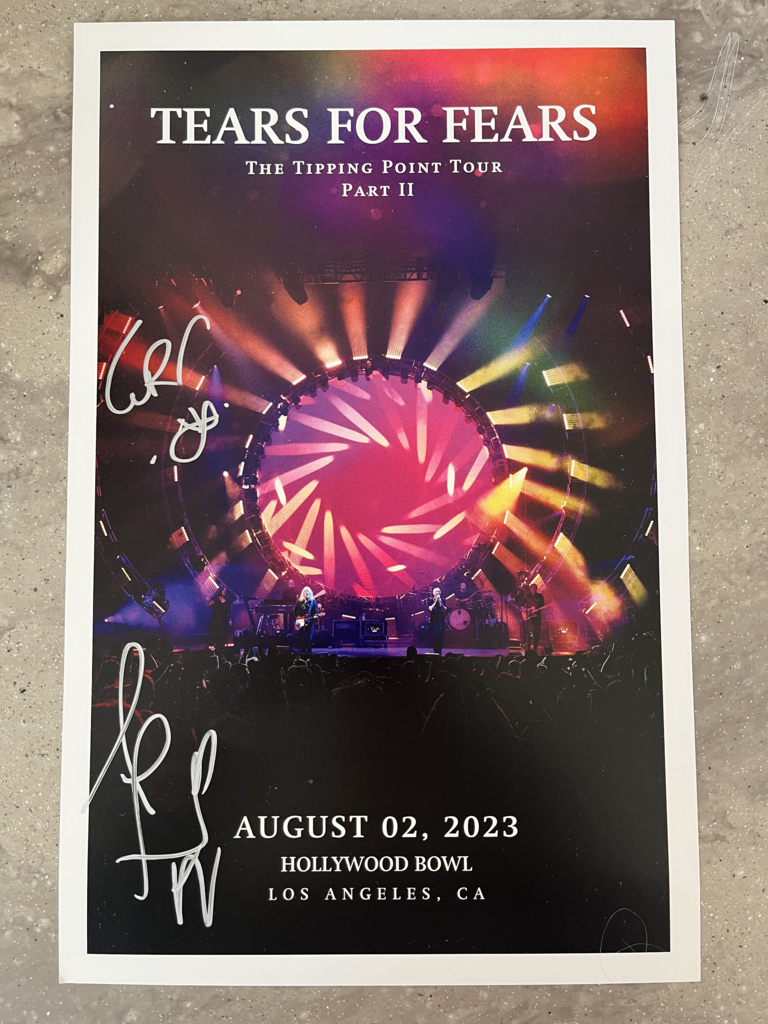 TEARS FOR FEARS
THE TIPPING POINT TOUR
PART II
AUGUST 02, 2023
HOLLYWOOD BOWL
LOS ANGELES, CA